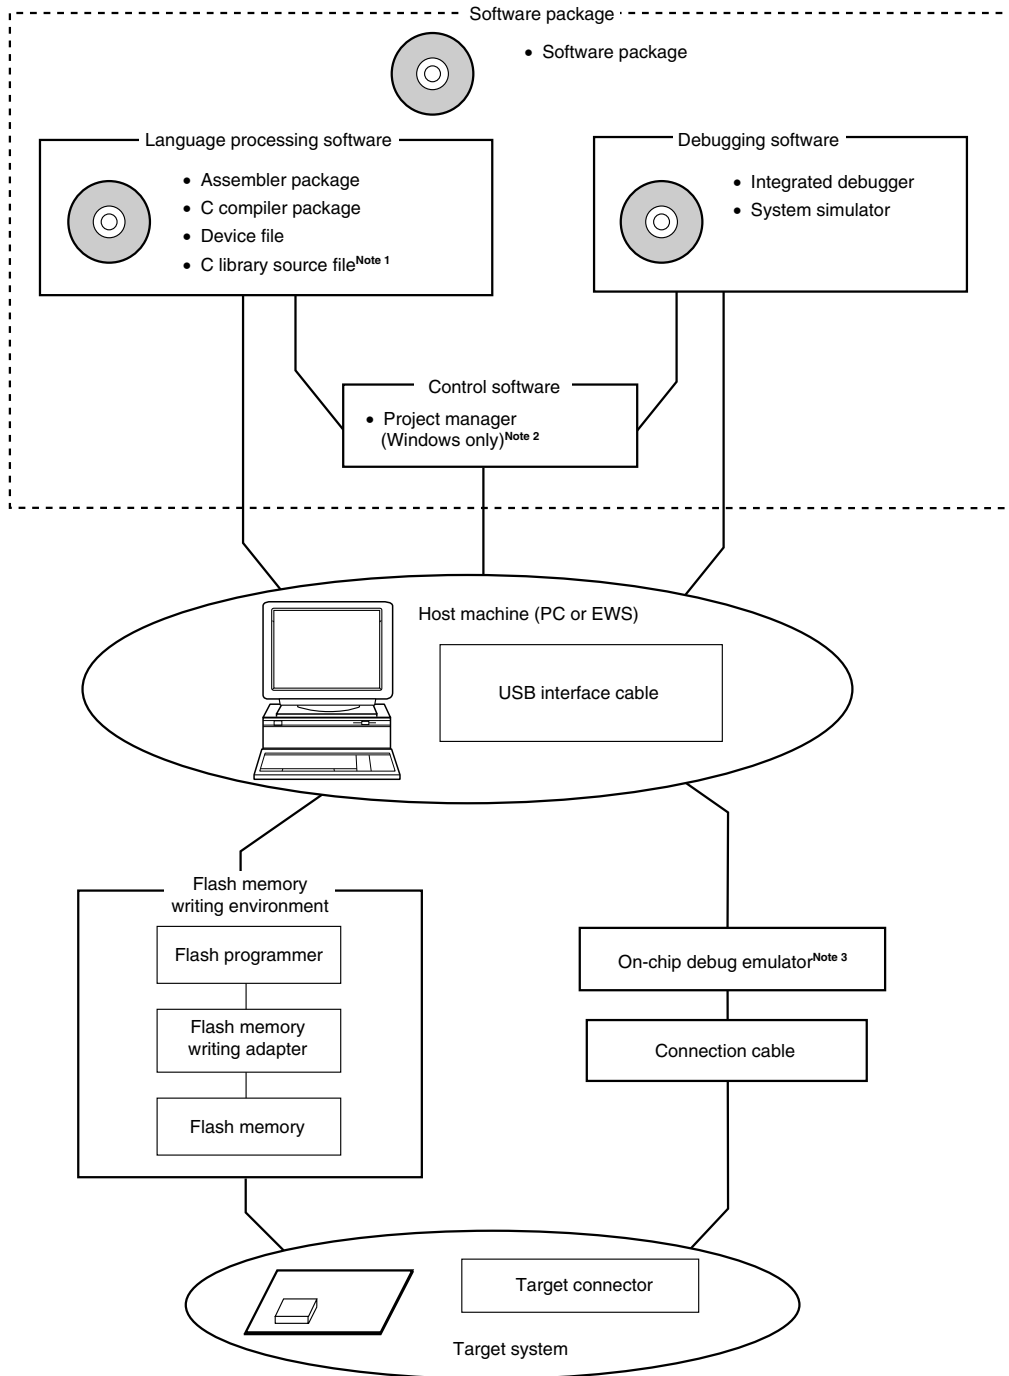 Software package
• Software package
Language processing software
• Assembler package
• C compiler package
• Device file
• C library source fileNote 1
Debugging software
• Integrated debugger
• System simulator
Control software
• Project manager
(Windows only)Note 2
Host machine (PC or EWS)
USB interface cable
Flash memory
writing environment
Flash programmer
Flash memory
writing adapter
Flash memory
On-chip debug emulatorNote 3
Connection cable
Target connector
Target system